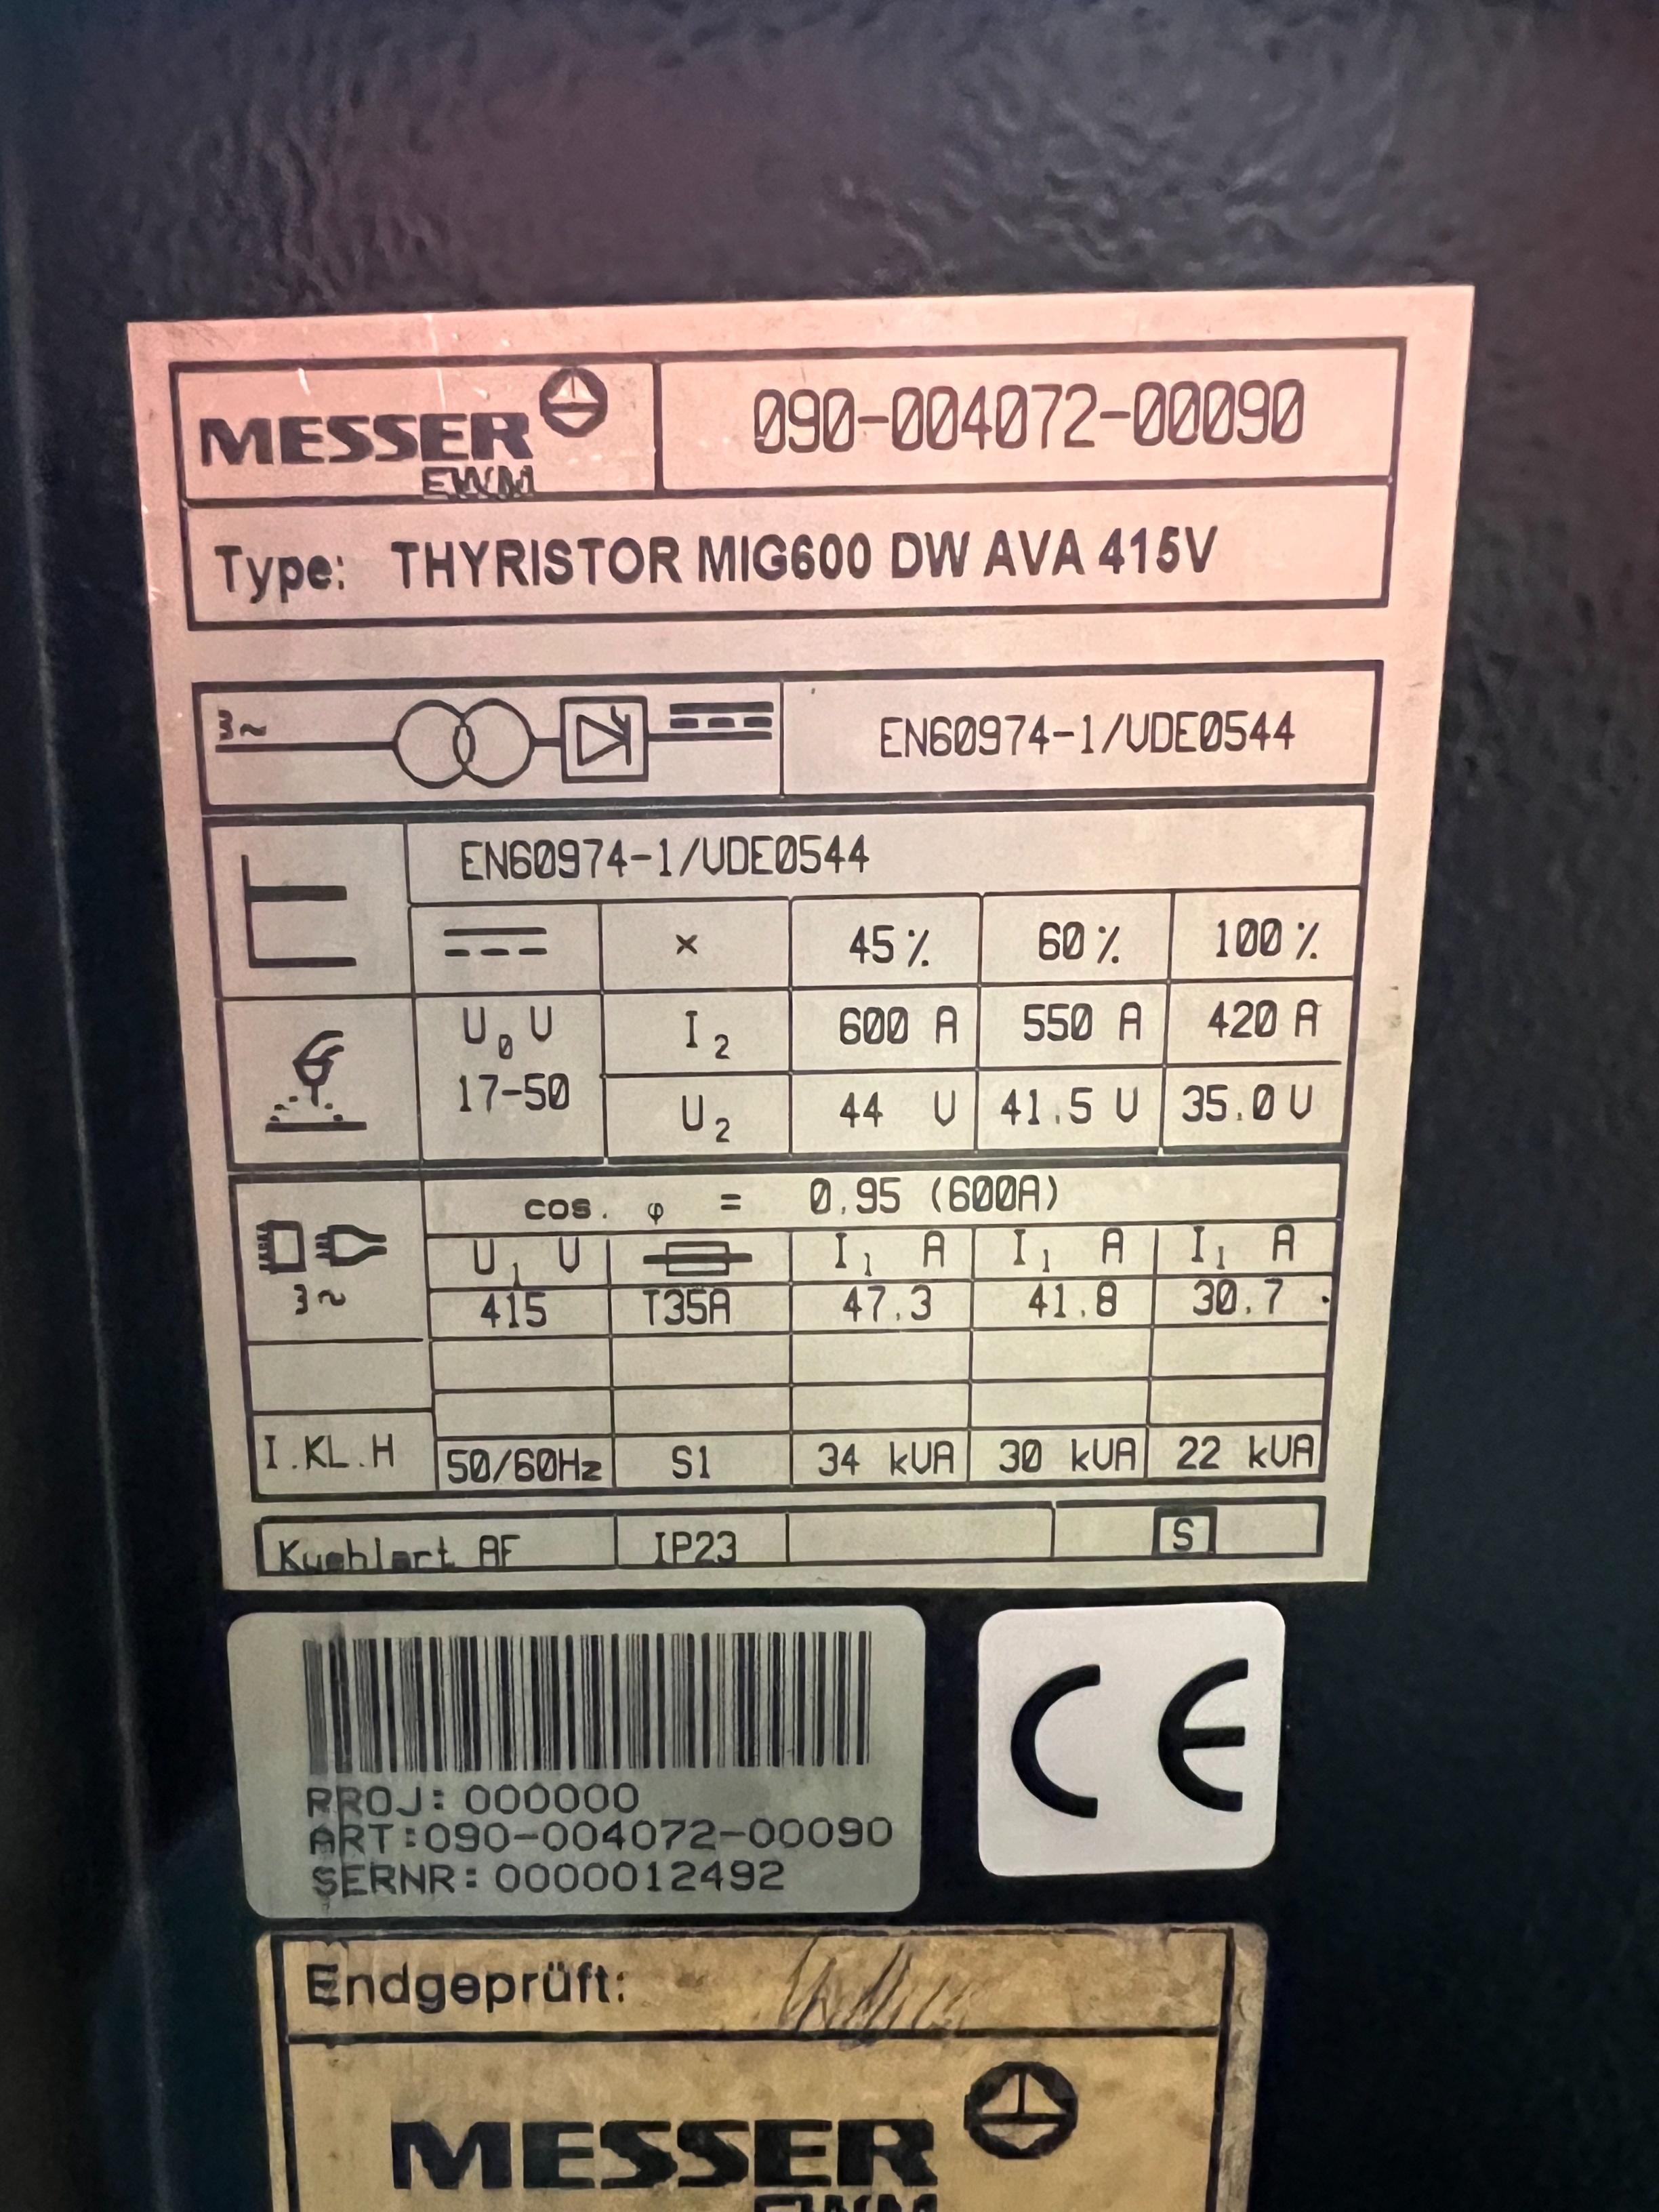 MESSER
EWM
090-004072-00090
Type: THYRISTOR MIG600 DW AVA 415V
3~
EN60974-1/VDE0544
EN60974-1/VDE0544
x 45% 60% 100%
U0 V I2 600 A 550 A 420 A
17-50 U2 44 V 41.5 V 35.0 V
cos. φ = 0.95 (600A)
U1 V I1 A I1 A I1 A
3~ 415 T35A 47.3 41.8 30.7
I.KL.H 50/60Hz S1 34 kVA 30 kVA 22 kVA
Kuehlart AF IP23 S
PROJ: 000000
ART:090-004072-00090
SERNR: 0000012492
CE
Endgeprüft:
MESSER
EWM